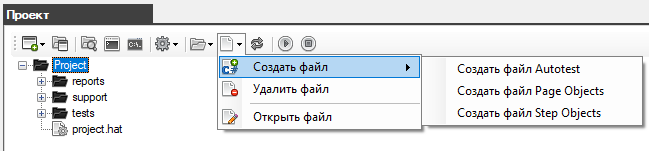 Проект
Project
reports
support
tests
project.hat
Создать файл
Удалить файл
Открыть файл
Создать файл Autotest
Создать файл Page Objects
Создать файл Step Objects